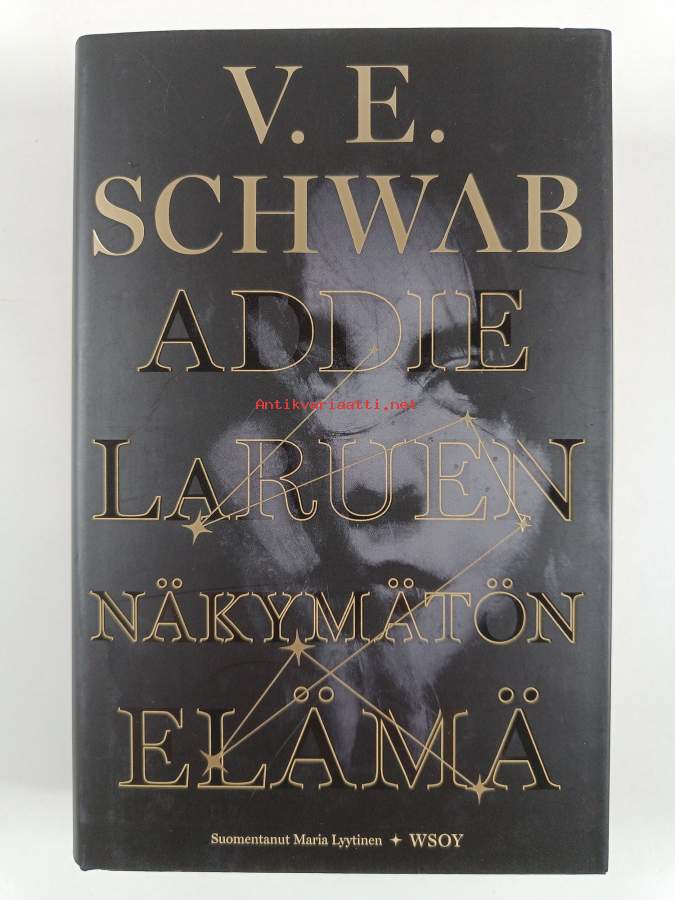 V. E.
SCHWAB
ADDIE
Antikvariaatti.net
LARUEN
NÄKYMÄTÖN
ELÄMÄ
Suomentanut Maria Lyytinen WSOY